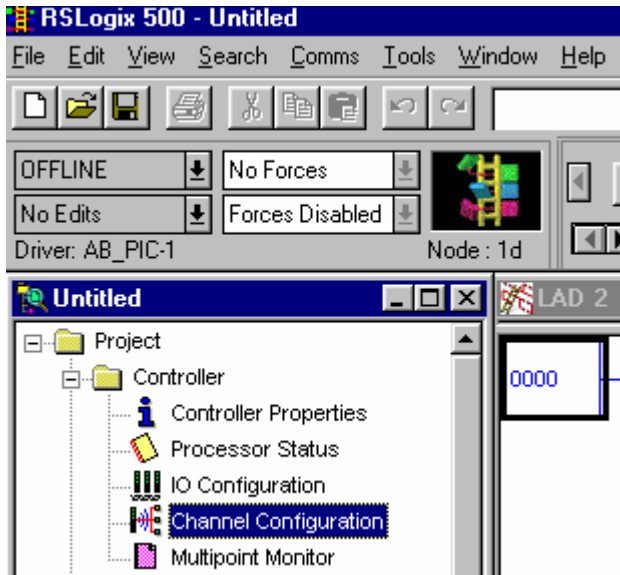 RSLogix 500 - Untitled
File Edit View Search Comms Tools Window Help
OFFLINE No Forces
No Edits Forces Disabled
Driver: AB_PIC-1 Node : 1d
Untitled LAD 2
Project
Controller
0000
Controller Properties
Processor Status
IO Configuration
Channel Configuration
Multipoint Monitor